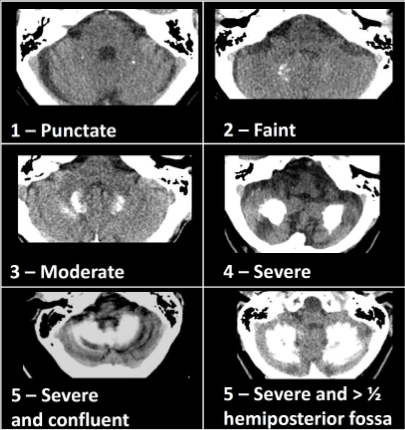 1 – Punctate
2 – Faint
3 – Moderate
4 – Severe
5 – Severe
and confluent
5 – Severe and > ½
hemiposterior fossa